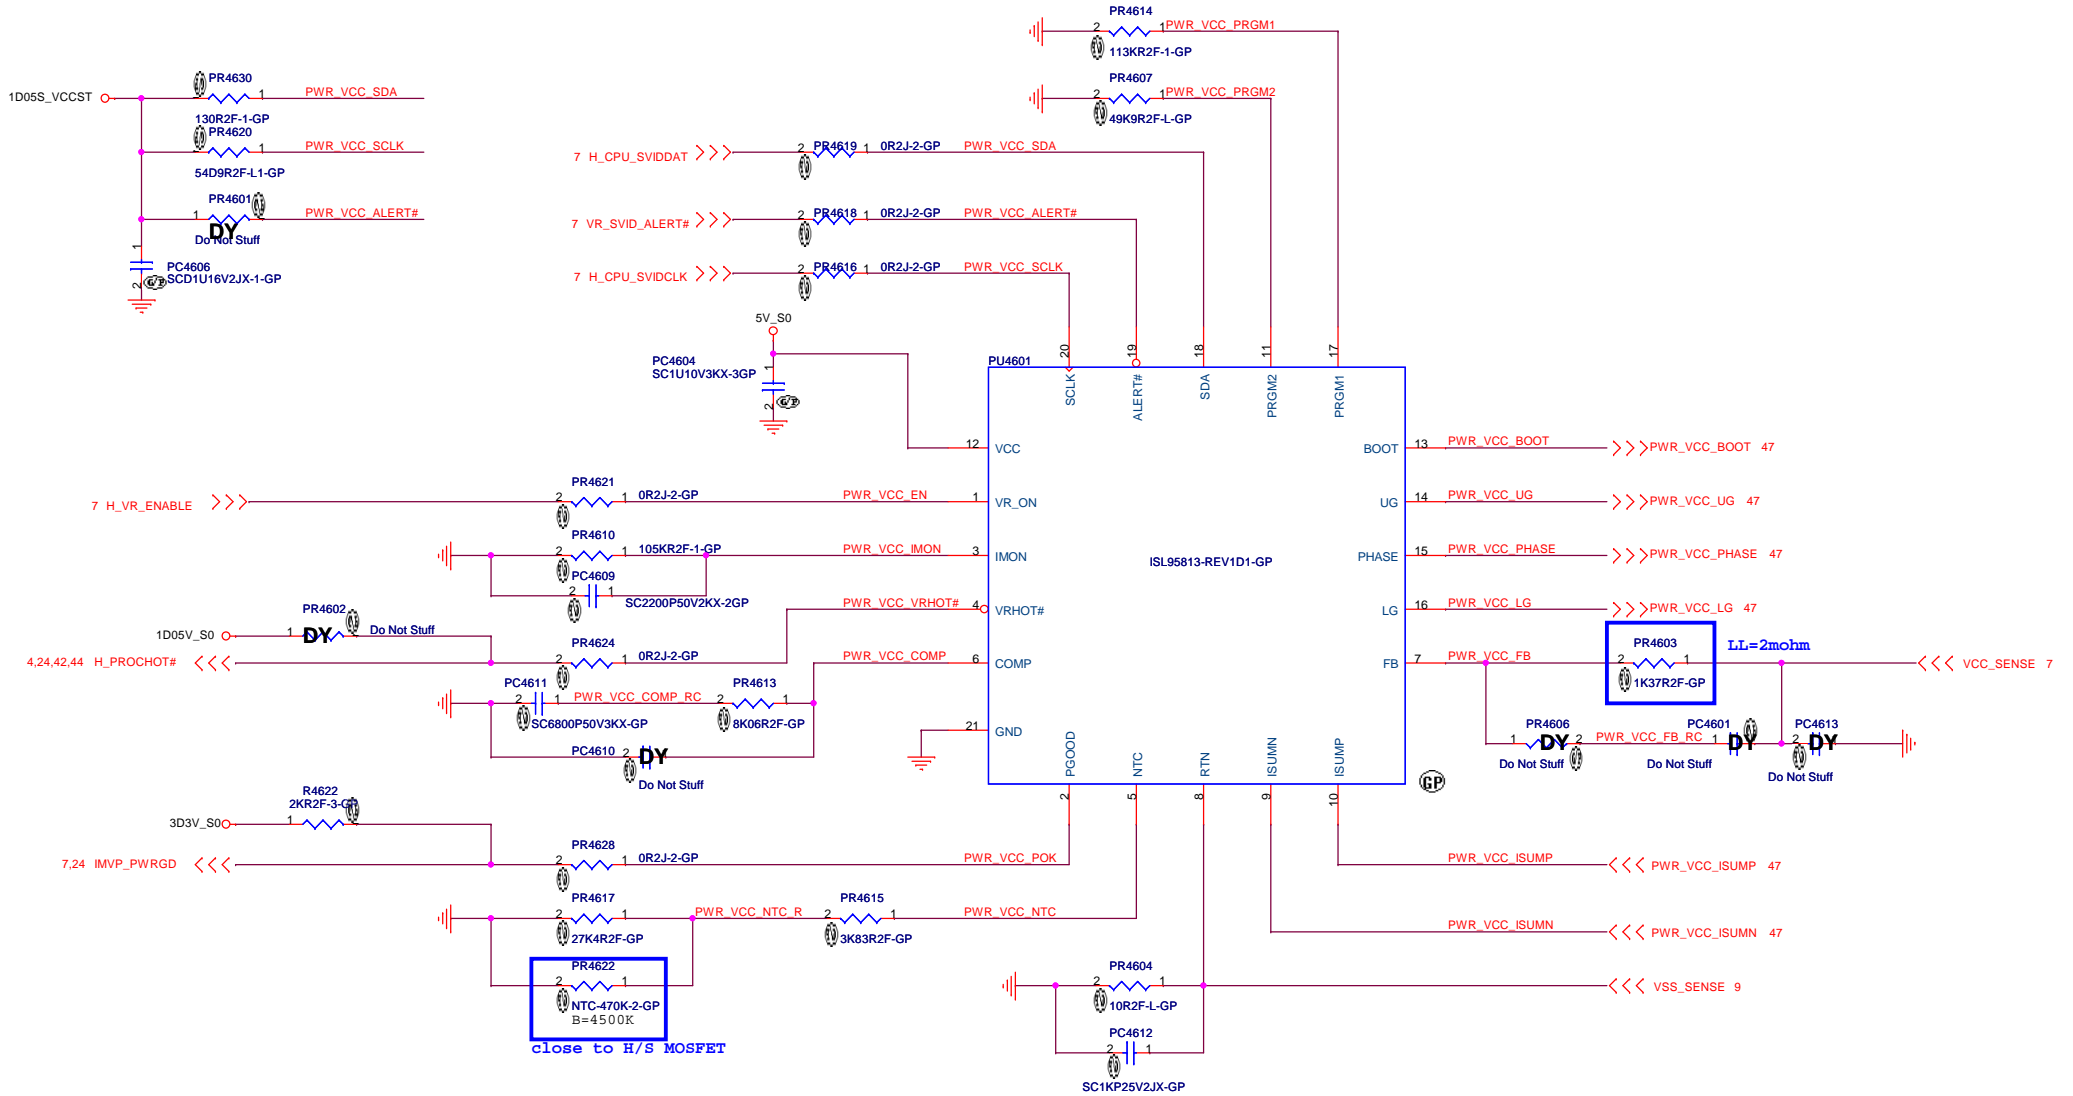 PR4614
2 1 PWR_VCC_PRGM1
113KR2F-1-GP
PR4607
2 1 PWR_VCC_PRGM2
49K9R2F-L-GP
PR4630
1D05S_VCCST
2 1 PWR_VCC_SDA
130R2F-1-GP
PR4620
2 1 PWR_VCC_SCLK
54D9R2F-L1-GP
PR4601
1 2 PWR_VCC_ALERT#
DY
Do Not Stuff
1
PC4606
2 SCD1U16V2JX-1-GP
7 H_CPU_SVIDDAT
2 PR4619 1 0R2J-2-GP PWR_VCC_SDA
7 VR_SVID_ALERT#
2 PR4618 1 0R2J-2-GP PWR_VCC_ALERT#
7 H_CPU_SVIDCLK
2 PR4616 1 0R2J-2-GP PWR_VCC_SCLK
5V_S0
PC4604
SC1U10V3KX-3GP
1
2
PU4601
20 19 18 11 17
SCLK ALERT# SDA PRGM2 PRGM1
12 VCC
BOOT 13 PWR_VCC_BOOT PWR_VCC_BOOT 47
PR4621
7 H_VR_ENABLE
2 1 0R2J-2-GP PWR_VCC_EN 1 VR_ON
UG 14 PWR_VCC_UG PWR_VCC_UG 47
PR4610
2 1 105KR2F-1-GP PWR_VCC_IMON 3 IMON
PHASE 15 PWR_VCC_PHASE PWR_VCC_PHASE 47
ISL95813-REV1D1-GP
PC4609
2 1
SC2200P50V2KX-2GP
PWR_VCC_VRHOT# 4 VRHOT#
LG 16 PWR_VCC_LG PWR_VCC_LG 47
PR4602
1D05V_S0
1 DY 2 Do Not Stuff
4,24,42,44 H_PROCHOT#
PR4624
2 1 0R2J-2-GP
PWR_VCC_COMP 6 COMP
FB 7 PWR_VCC_FB
PR4603
2 1
1K37R2F-GP
LL=2mohm
VCC_SENSE 7
PC4611
2 1 PWR_VCC_COMP_RC
SC6800P50V3KX-GP
PR4613
2 1
8K06R2F-GP
PC4610
2 DY
Do Not Stuff
21 GND
PR4606
1 DY 2 PWR_VCC_FB_RC
Do Not Stuff
PC4601
1 DY
Do Not Stuff
PC4613
2 DY
Do Not Stuff
PGOOD NTC RTN ISUMN ISUMP
2 5 8 9 10
GP
R4622
2KR2F-3-GP
3D3V_S0
1 2
7,24 IMVP_PWRGD
PR4628
2 1 0R2J-2-GP PWR_VCC_POK
PWR_VCC_ISUMP PWR_VCC_ISUMP 47
PR4617
2 1 PWR_VCC_NTC_R
27K4R2F-GP
PR4615
2 1 PWR_VCC_NTC
3K83R2F-GP
PWR_VCC_ISUMN PWR_VCC_ISUMN 47
PR4622
2 1
NTC-470K-2-GP
B=4500K
close to H/S MOSFET
PR4604
2 1
10R2F-L-GP
VSS_SENSE 9
PC4612
2 1
SC1KP25V2JX-GP